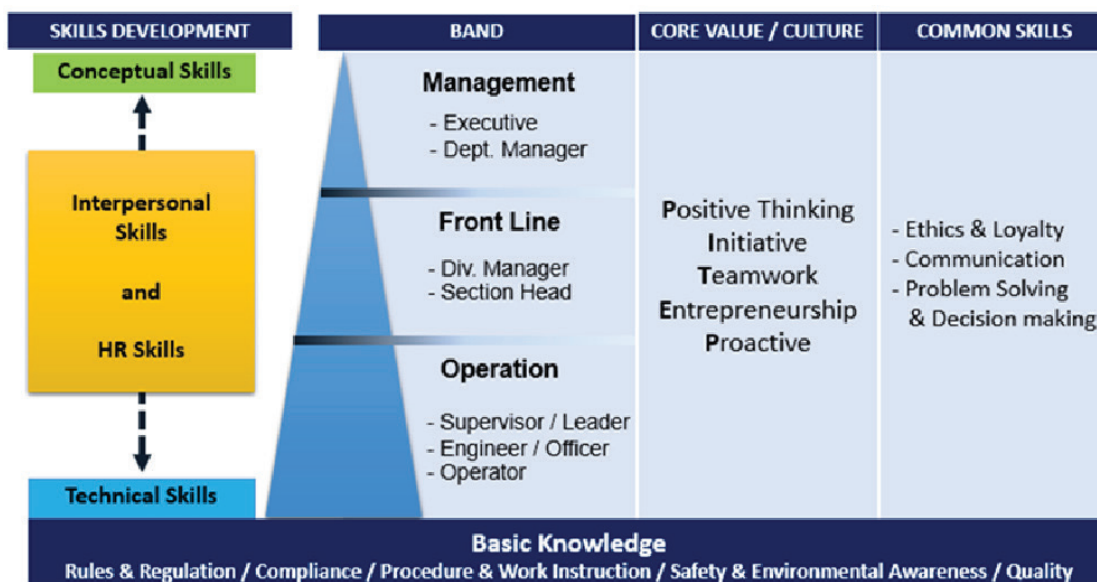 SKILLS DEVELOPMENT
Conceptual Skills
Interpersonal
Skills
and
HR Skills
Technical Skills
BAND
Management
- Executive
- Dept. Manager
Front Line
- Div. Manager
- Section Head
Operation
- Supervisor / Leader
- Engineer / Officer
- Operator
CORE VALUE / CULTURE
Positive Thinking
Initiative
Teamwork
Entrepreneurship
Proactive
COMMON SKILLS
- Ethics & Loyalty
- Communication
- Problem Solving
& Decision making
Basic Knowledge
Rules & Regulation / Compliance / Procedure & Work Instruction / Safety & Environmental Awareness / Quality